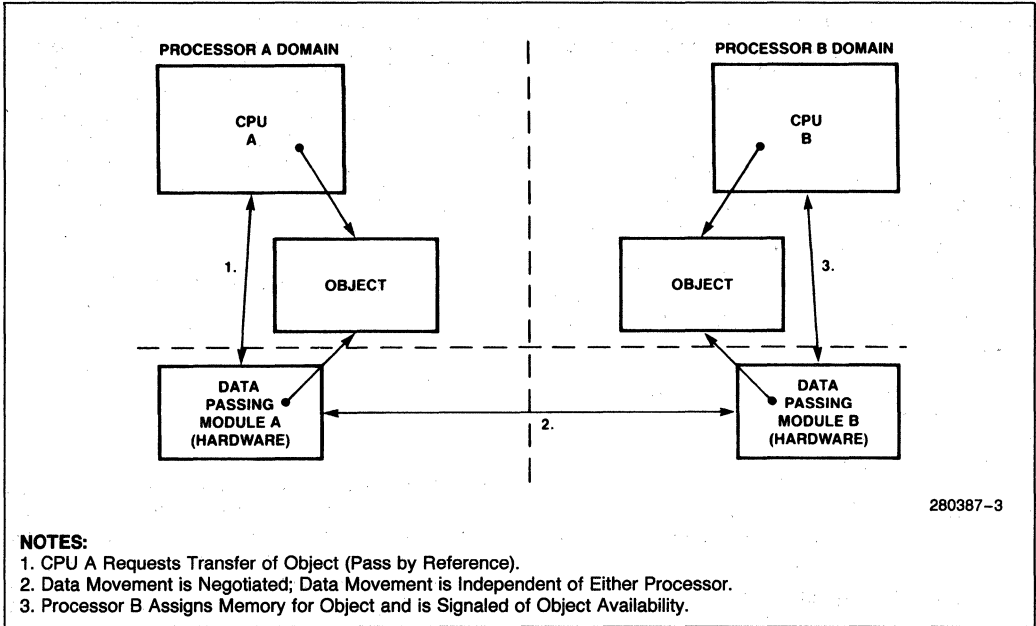 PROCESSOR A DOMAIN
PROCESSOR B DOMAIN
CPU
A
CPU
B
1.
OBJECT
OBJECT
3.
DATA
PASSING
MODULE A
(HARDWARE)
2.
DATA
PASSING
MODULE B
(HARDWARE)
280387–3
NOTES:
1. CPU A Requests Transfer of Object (Pass by Reference).
2. Data Movement is Negotiated; Data Movement is Independent of Either Processor.
3. Processor B Assigns Memory for Object and is Signaled of Object Availability.